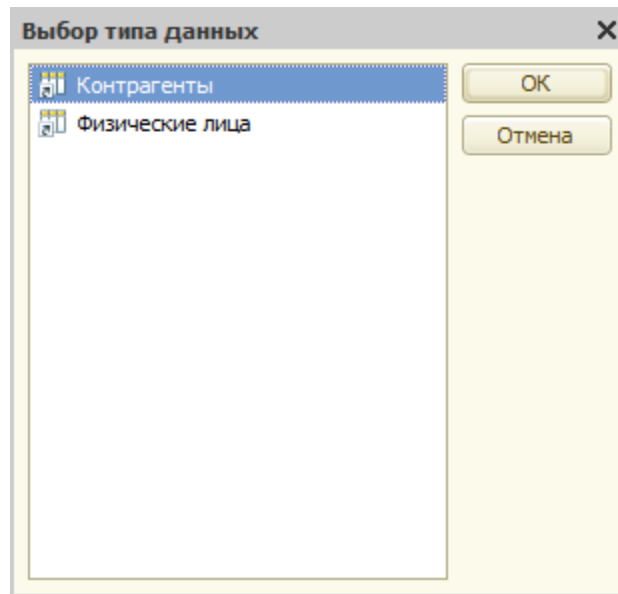 Выбор типа данных
Контрагенты
Физические лица
OK
Отмена